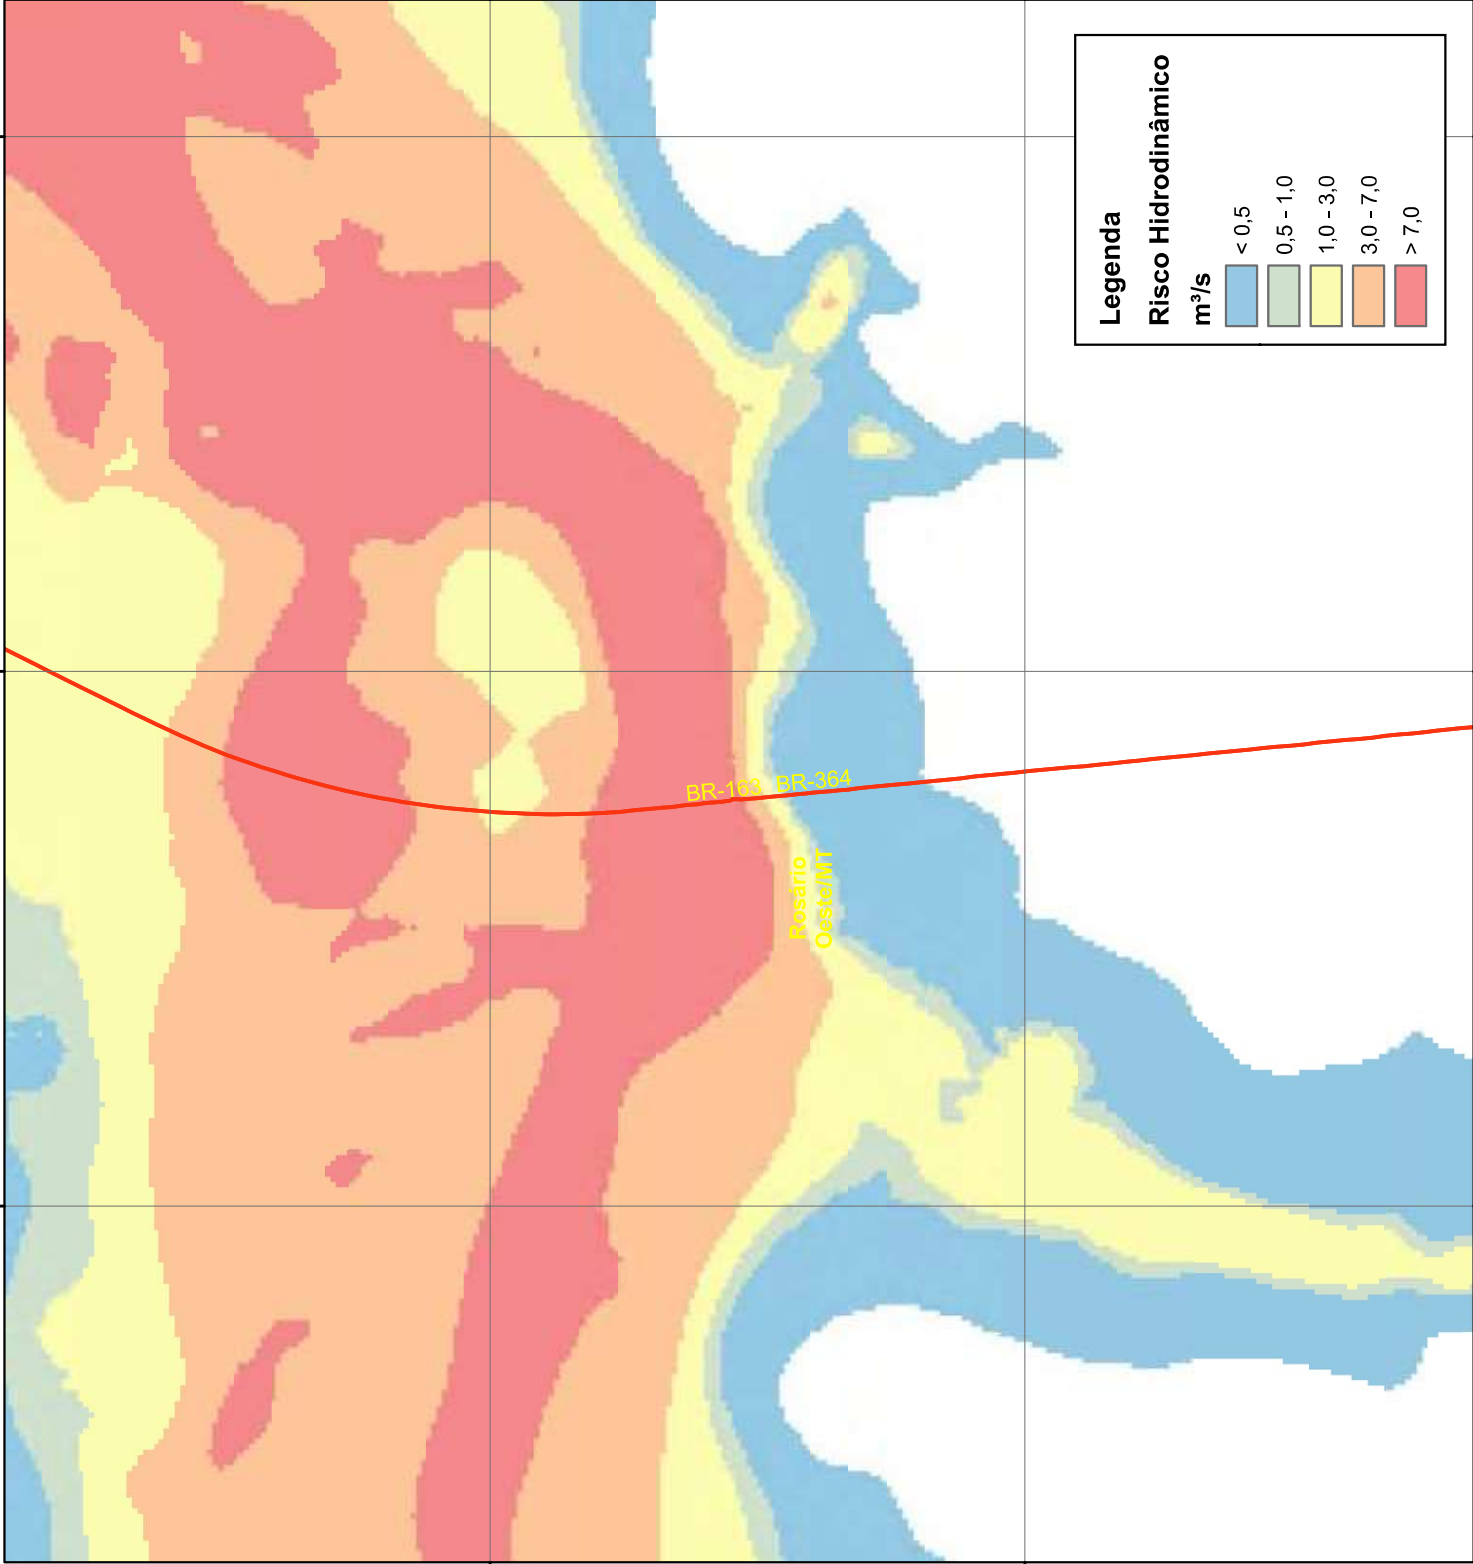 Legenda
Risco Hidrodinâmico
m³/s
< 0,5
0,5 - 1,0
1,0 - 3,0
3,0 - 7,0
> 7,0
BR-163 BR-364
Rosário
Oeste/MT